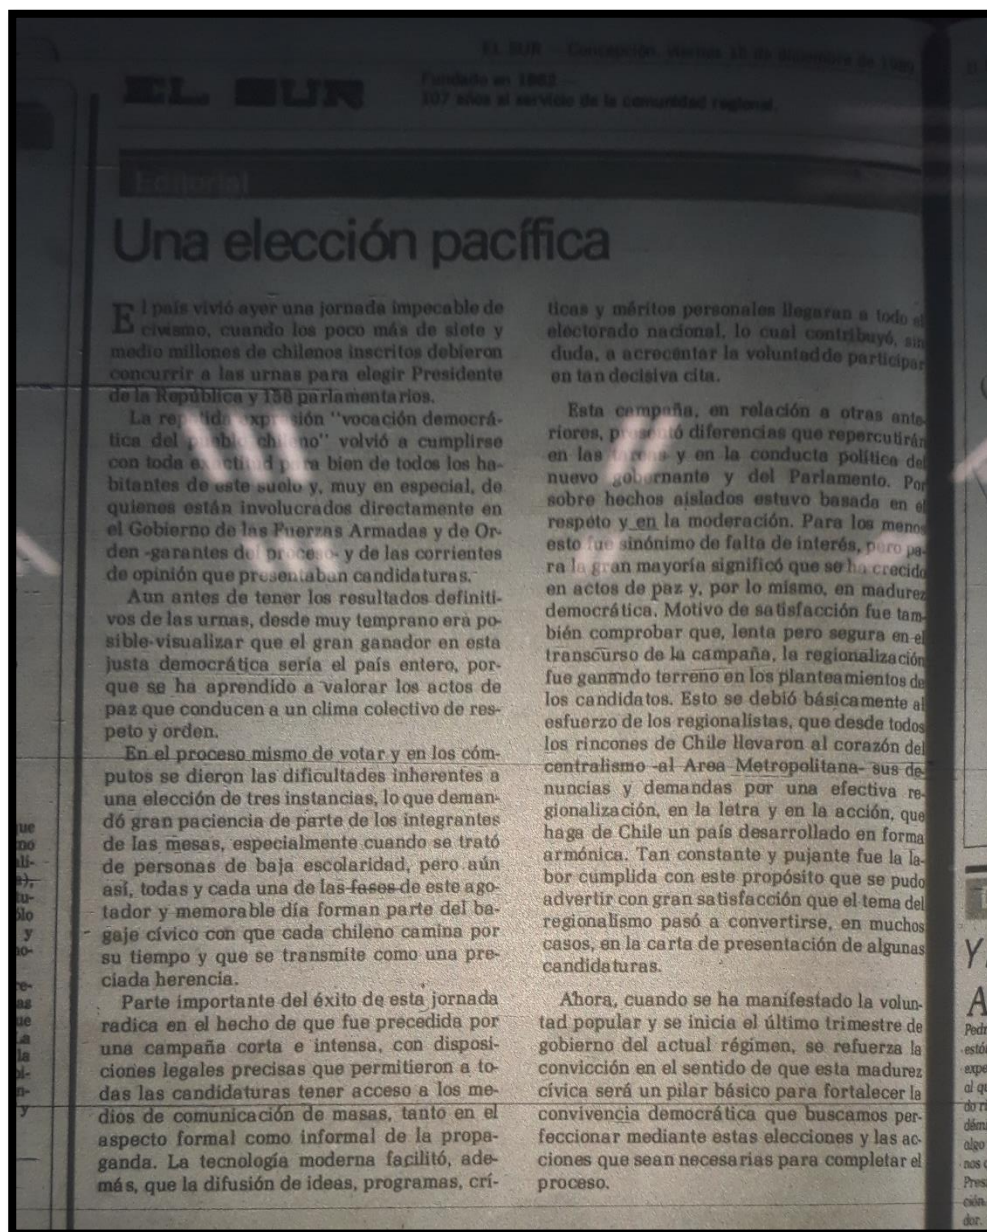 EL SUR - Concepción, viernes 15 de diciembre de 1989
EL SUR
Fundado en 1882 —
107 años al servicio de la comunidad regional.
Editorial
Una elección pacífica
El país vivió ayer una jornada impecable de
civismo, cuando los poco más de siete y
medio millones de chilenos inscritos debieron
concurrir a las urnas para elegir Presidente
de la República y 158 parlamentarios.
La repetida expresión "vocación democrá-
tica del pueblo chileno" volvió a cumplirse
con toda exactitud para bien de todos los ha-
bitantes de este suelo y, muy en especial, de
quienes están involucrados directamente en
el Gobierno de las Fuerzas Armadas y de Or-
den -garantes del proceso- y de las corrientes
de opinión que presentaban candidaturas.
Aun antes de tener los resultados definiti-
vos de las urnas, desde muy temprano era po-
sible visualizar que el gran ganador en esta
justa democrática sería el país entero, por-
que se ha aprendido a valorar los actos de
paz que conducen a un clima colectivo de res-
peto y orden.
En el proceso mismo de votar y en los cóm-
putos se dieron las dificultades inherentes a
una elección de tres instancias, lo que deman-
dó gran paciencia de parte de los integrantes
de las mesas, especialmente cuando se trató
de personas de baja escolaridad, pero aún
así, todas y cada una de las fases de este ago-
tador y memorable día forman parte del ba-
gaje cívico con que cada chileno camina por
su tiempo y que se transmite como una pre-
ciada herencia.
Parte importante del éxito de esta jornada
radica en el hecho de que fue precedida por
una campaña corta e intensa, con disposi-
ciones legales precisas que permitieron a to-
das las candidaturas tener acceso a los me-
dios de comunicación de masas, tanto en el
aspecto formal como informal de la propa-
ganda. La tecnología moderna facilitó, ade-
más, que la difusión de ideas, programas, crí-
ticas y méritos personales llegaran a todo el
electorado nacional, lo cual contribuyó, sin
duda, a acrecentar la voluntad de participar
en tan decisiva cita.
Esta campaña, en relación a otras ante-
riores, presentó diferencias que repercutirán
en las tareas y en la conducta política del
nuevo gobernante y del Parlamento. Por
sobre hechos aislados estuvo basada en el
respeto y en la moderación. Para los menos
esto fue sinónimo de falta de interés, pero pa-
ra la gran mayoría significó que se ha crecido
en actos de paz y, por lo mismo, en madurez
democrática. Motivo de satisfacción fue tam-
bién comprobar que, lenta pero segura en el
transcurso de la campaña, la regionalización
fue ganando terreno en los planteamientos de
los candidatos. Esto se debió básicamente al
esfuerzo de los regionalistas, que desde todos
los rincones de Chile llevaron al corazón del
centralismo -al Area Metropolitana- sus de-
nuncias y demandas por una efectiva re-
gionalización, en la letra y en la acción, que
haga de Chile un país desarrollado en forma
armónica. Tan constante y pujante fue la la-
bor cumplida con este propósito que se pudo
advertir con gran satisfacción que el tema del
regionalismo pasó a convertirse, en muchos
casos, en la carta de presentación de algunas
candidaturas.
Ahora, cuando se ha manifestado la volun-
tad popular y se inicia el último trimestre de
gobierno del actual régimen, se refuerza la
convicción en el sentido de que esta madurez
cívica será un pilar básico para fortalecer la
convivencia democrática que buscamos per-
feccionar mediante estas elecciones y las ac-
ciones que sean necesarias para completar el
proceso.